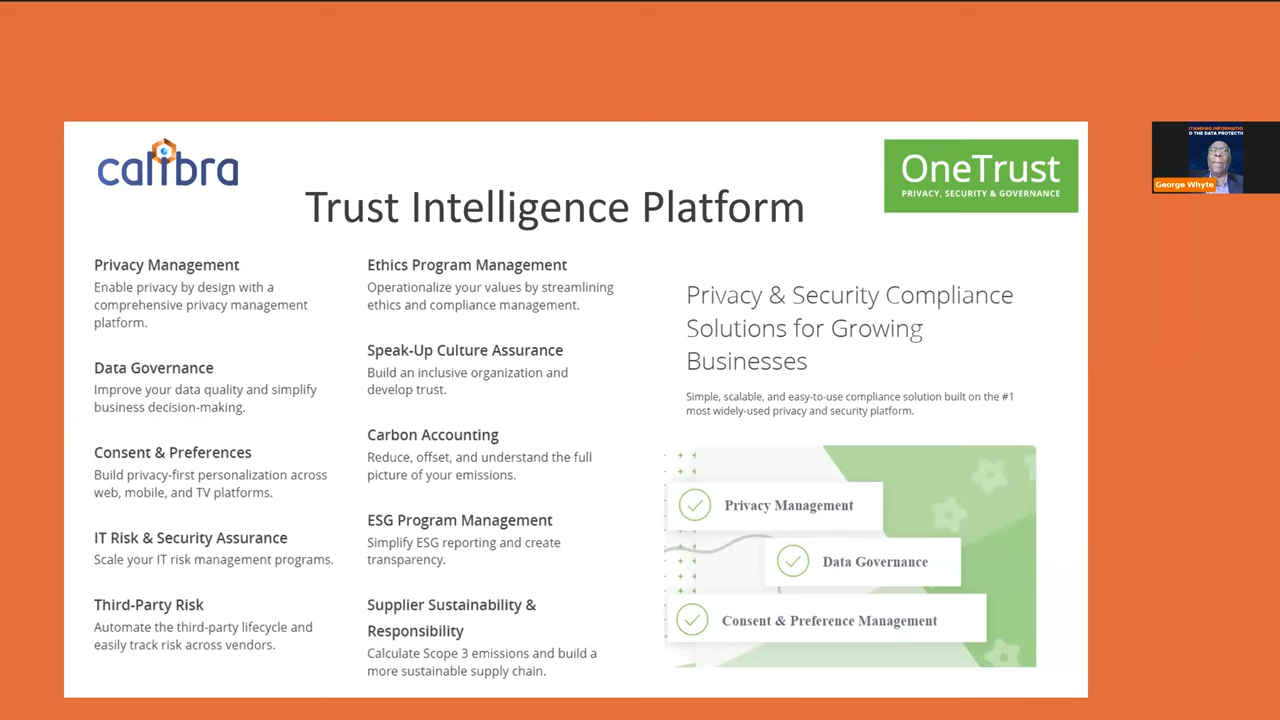 calibra
OneTrust
PRIVACY, SECURITY & GOVERNANCE
Trust Intelligence Platform
Privacy Management
Enable privacy by design with a
comprehensive privacy management
platform.
Data Governance
Improve your data quality and simplify
business decision-making.
Consent & Preferences
Build privacy-first personalization across
web, mobile, and TV platforms.
IT Risk & Security Assurance
Scale your IT risk management programs.
Third-Party Risk
Automate the third-party lifecycle and
easily track risk across vendors.
Ethics Program Management
Operationalize your values by streamlining
ethics and compliance management.
Speak-Up Culture Assurance
Build an inclusive organization and
develop trust.
Carbon Accounting
Reduce, offset, and understand the full
picture of your emissions.
ESG Program Management
Simplify ESG reporting and create
transparency.
Supplier Sustainability &
Responsibility
Calculate Scope 3 emissions and build a
more sustainable supply chain.
Privacy & Security Compliance
Solutions for Growing
Businesses
Simple, scalable, and easy-to-use compliance solution built on the #1
most widely-used privacy and security platform.
Privacy Management
Data Governance
Consent & Preference Management
D THE DATA PROTECTI
George Whyte